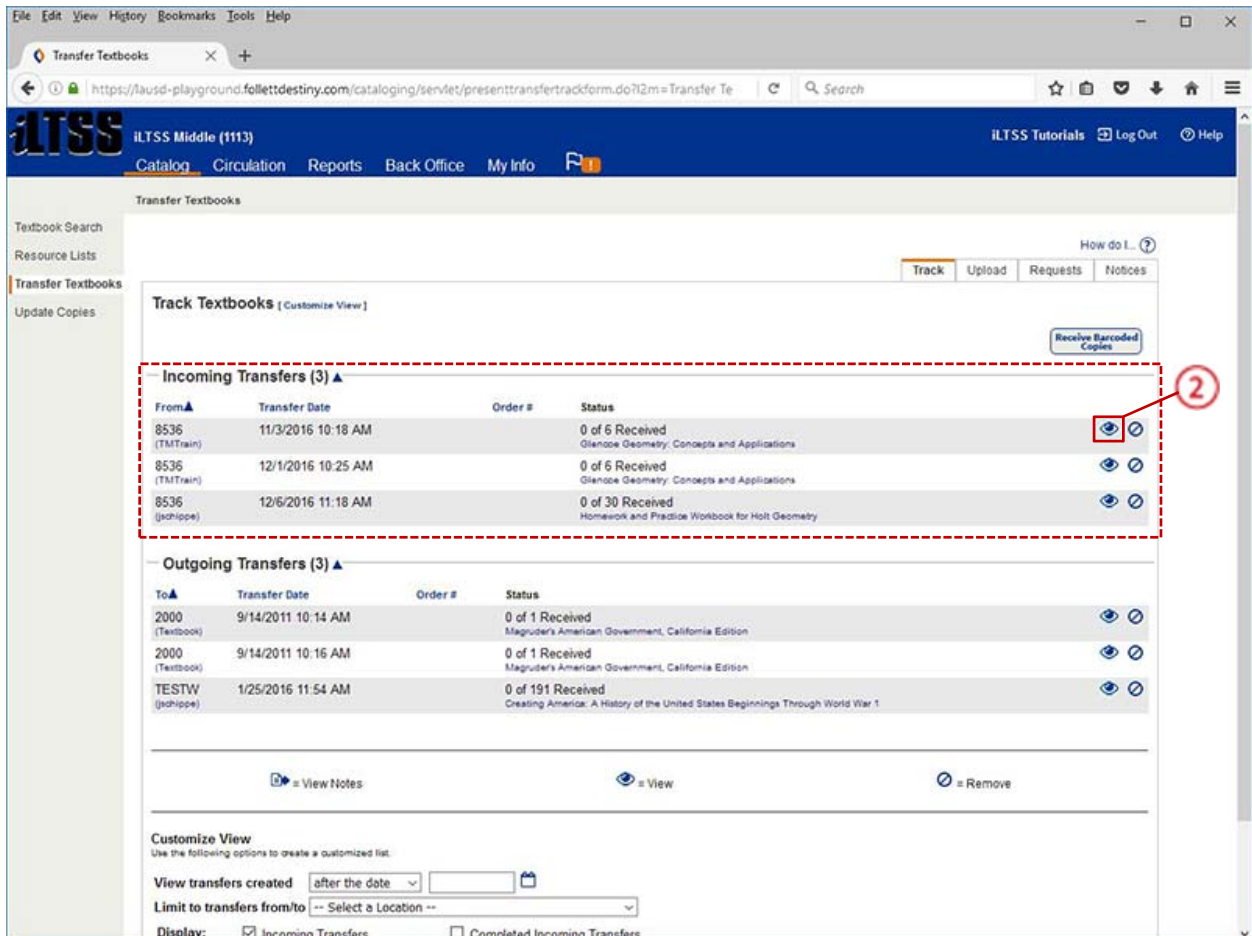 File Edit View History Bookmarks Tools Help
Transfer Textbooks
https://lausd-playground.follettdestiny.com/cataloging/servlet/presenttransfertrackform.do?l2m=Transfer Te
Search
iLTSS
iLTSS Middle (1113)
iLTSS Tutorials Log Out ? Help
Catalog Circulation Reports Back Office My Info !
Transfer Textbooks
Textbook Search
Resource Lists
Transfer Textbooks
Update Copies
How do I... ?
Track Upload Requests Notices
Track Textbooks [ Customize View ]
Receive Barcoded Copies
Incoming Transfers (3) ▲
2
From▲ Transfer Date Order # Status
8536 11/3/2016 10:18 AM 0 of 6 Received
(TMTrain) Glencoe Geometry: Concepts and Applications
8536 12/1/2016 10:25 AM 0 of 6 Received
(TMTrain) Glencoe Geometry: Concepts and Applications
8536 12/6/2016 11:18 AM 0 of 30 Received
(jschippe) Homework and Practice Workbook for Holt Geometry
Outgoing Transfers (3) ▲
To▲ Transfer Date Order # Status
2000 9/14/2011 10:14 AM 0 of 1 Received
(Textbook) Magruder's American Government, California Edition
2000 9/14/2011 10:16 AM 0 of 1 Received
(Textbook) Magruder's American Government, California Edition
TESTW 1/25/2016 11:54 AM 0 of 191 Received
(jschippe) Creating America: A History of the United States Beginnings Through World War 1
= View Notes = View = Remove
Customize View
Use the following options to create a customized list.
View transfers created after the date
Limit to transfers from/to -- Select a Location --
Display: Incoming Transfers Completed Incoming Transfers